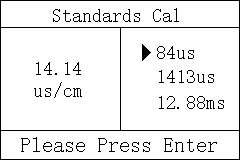 Standards Cal
14.14
us/cm
84us
1413us
12.88ms
Please Press Enter